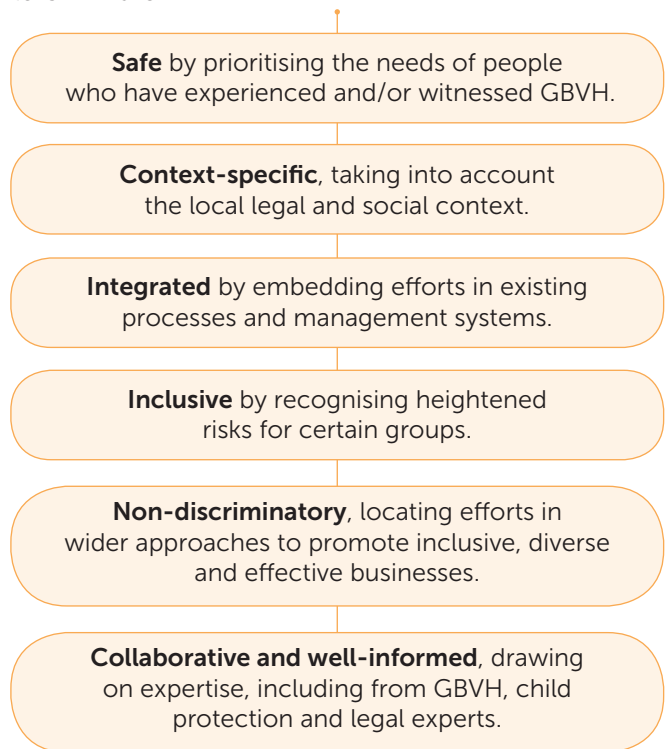 Safe by prioritising the needs of people
who have experienced and/or witnessed GBVH.
Context-specific, taking into account
the local legal and social context.
Integrated by embedding efforts in existing
processes and management systems.
Inclusive by recognising heightened
risks for certain groups.
Non-discriminatory, locating efforts in
wider approaches to promote inclusive, diverse
and effective businesses.
Collaborative and well-informed, drawing
on expertise, including from GBVH, child
protection and legal experts.